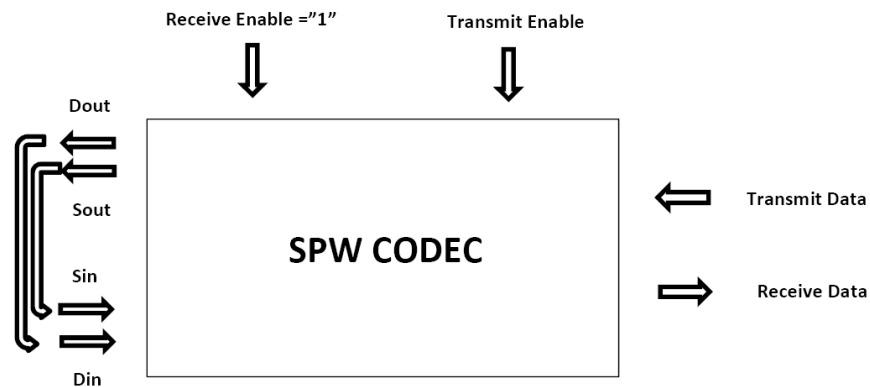 Receive Enable =”1”
Transmit Enable
Dout
Sout
Sin
Din
SPW CODEC
Transmit Data
Receive Data